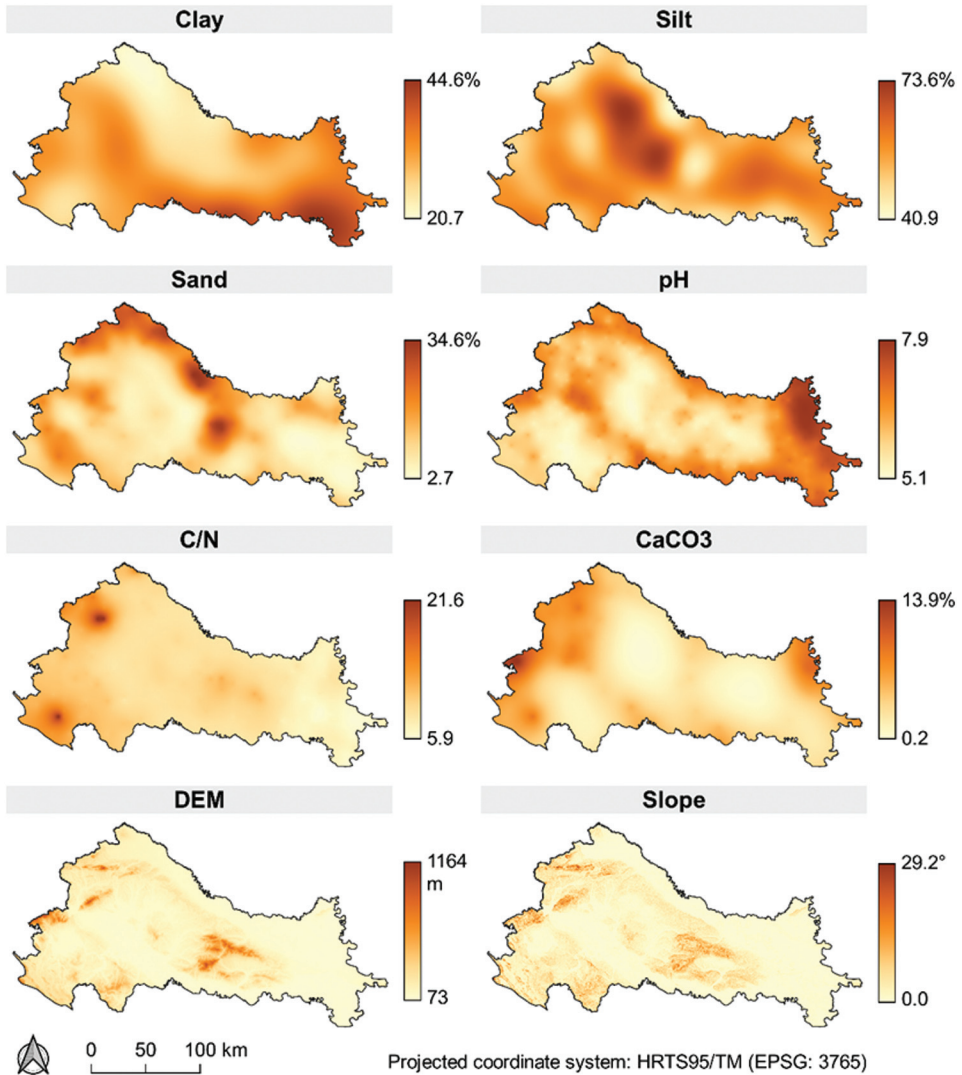 Clay
Silt
44.6%
20.7
73.6%
40.9
Sand
pH
34.6%
2.7
7.9
5.1
C/N
CaCO3
21.6
5.9
13.9%
0.2
DEM
Slope
1164
m
73
29.2°
0.0
0 50 100 km
Projected coordinate system: HRTS95/TM (EPSG: 3765)